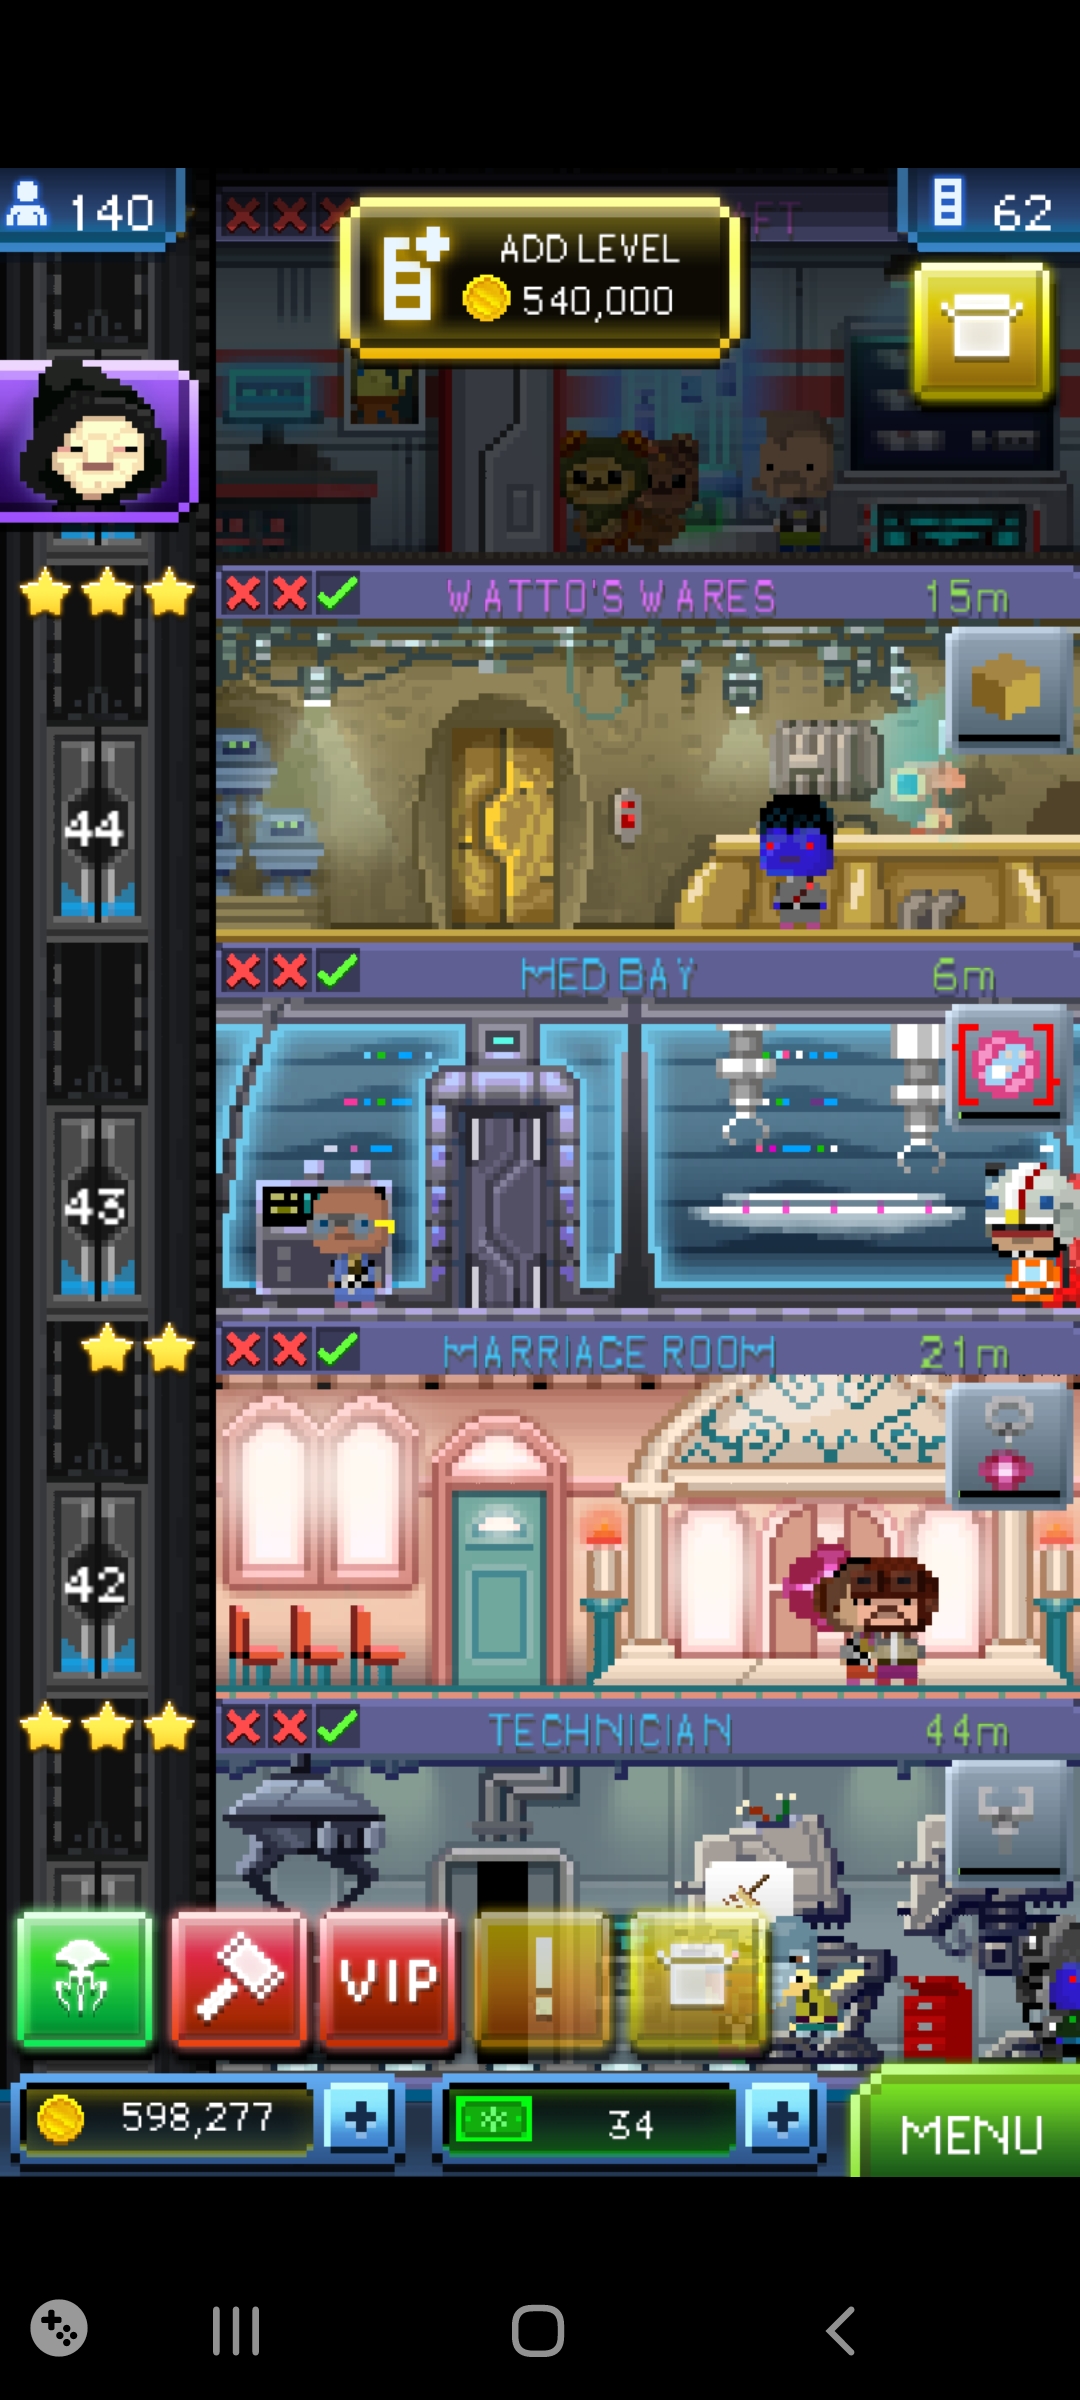 140
ADD LEVEL
540,000
62
WATTO'S WARES
15m
44
MED BAY
6m
43
MARRIAGE ROOM
21m
42
TECHNICIAN
44m
VIP
598,277
34
MENU